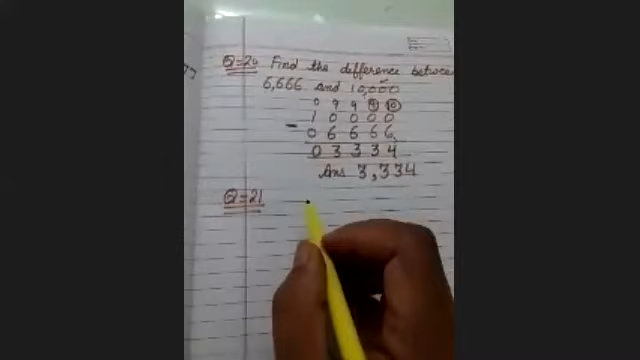 Q=20 Find the difference between
6,666 and 10,000
0 9 9 9 10
1 0 0 0 0
- 0 6 6 6 6
0 3 3 3 4
Ans 3,334
Q=21